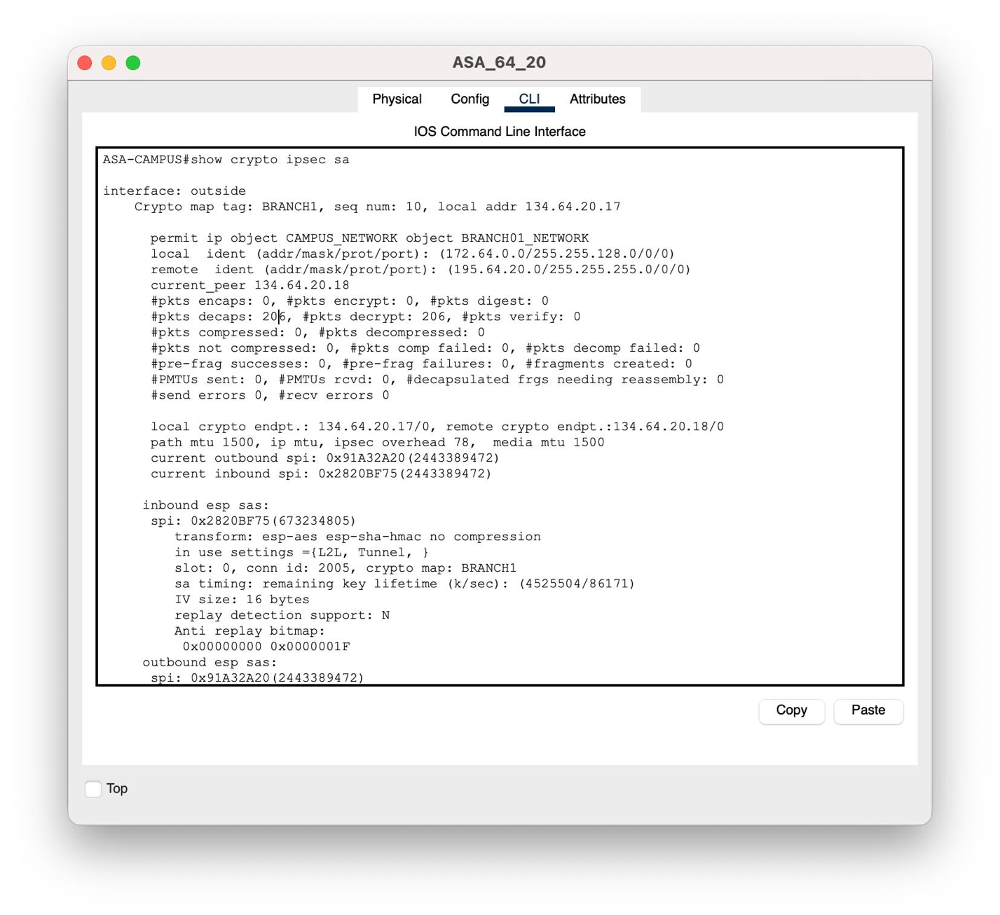 ASA_64_20
Physical Config CLI Attributes
IOS Command Line Interface
ASA-CAMPUS#show crypto ipsec sa
interface: outside
Crypto map tag: BRANCH1, seq num: 10, local addr 134.64.20.17
permit ip object CAMPUS_NETWORK object BRANCH01_NETWORK
local  ident (addr/mask/prot/port): (172.64.0.0/255.255.128.0/0/0)
remote  ident (addr/mask/prot/port): (195.64.20.0/255.255.255.0/0/0)
current_peer 134.64.20.18
#pkts encaps: 0, #pkts encrypt: 0, #pkts digest: 0
#pkts decaps: 206, #pkts decrypt: 206, #pkts verify: 0
#pkts compressed: 0, #pkts decompressed: 0
#pkts not compressed: 0, #pkts comp failed: 0, #pkts decomp failed: 0
#pre-frag successes: 0, #pre-frag failures: 0, #fragments created: 0
#PMTUs sent: 0, #PMTUs rcvd: 0, #decapsulated frgs needing reassembly: 0
#send errors 0, #recv errors 0
local crypto endpt.: 134.64.20.17/0, remote crypto endpt.:134.64.20.18/0
path mtu 1500, ip mtu, ipsec overhead 78,  media mtu 1500
current outbound spi: 0x91A32A20(2443389472)
current inbound spi: 0x2820BF75(2443389472)
inbound esp sas:
spi: 0x2820BF75(673234805)
transform: esp-aes esp-sha-hmac no compression
in use settings ={L2L, Tunnel, }
slot: 0, conn id: 2005, crypto map: BRANCH1
sa timing: remaining key lifetime (k/sec): (4525504/86171)
IV size: 16 bytes
replay detection support: N
Anti replay bitmap:
0x00000000 0x0000001F
outbound esp sas:
spi: 0x91A32A20(2443389472)
Copy Paste
Top